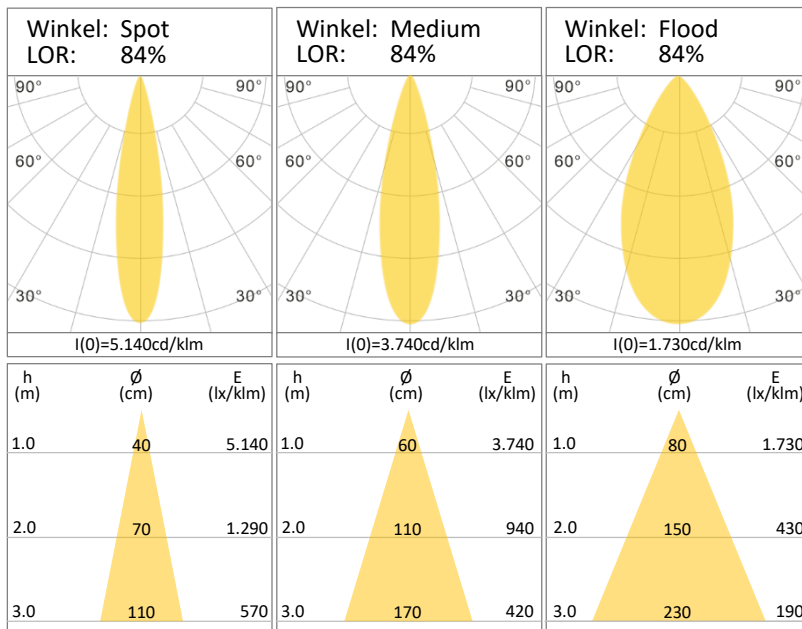 Winkel: Spot
LOR: 84%
90° 90°
60° 60°
30° 30°
I(0)=5.140cd/klm
h Ø E
(m) (cm) (lx/klm)
1.0 40 5.140
2.0 70 1.290
3.0 110 570
Winkel: Medium
LOR: 84%
90° 90°
60° 60°
30° 30°
I(0)=3.740cd/klm
h Ø E
(m) (cm) (lx/klm)
1.0 60 3.740
2.0 110 940
3.0 170 420
Winkel: Flood
LOR: 84%
90° 90°
60° 60°
30° 30°
I(0)=1.730cd/klm
h Ø E
(m) (cm) (lx/klm)
1.0 80 1.730
2.0 150 430
3.0 230 190